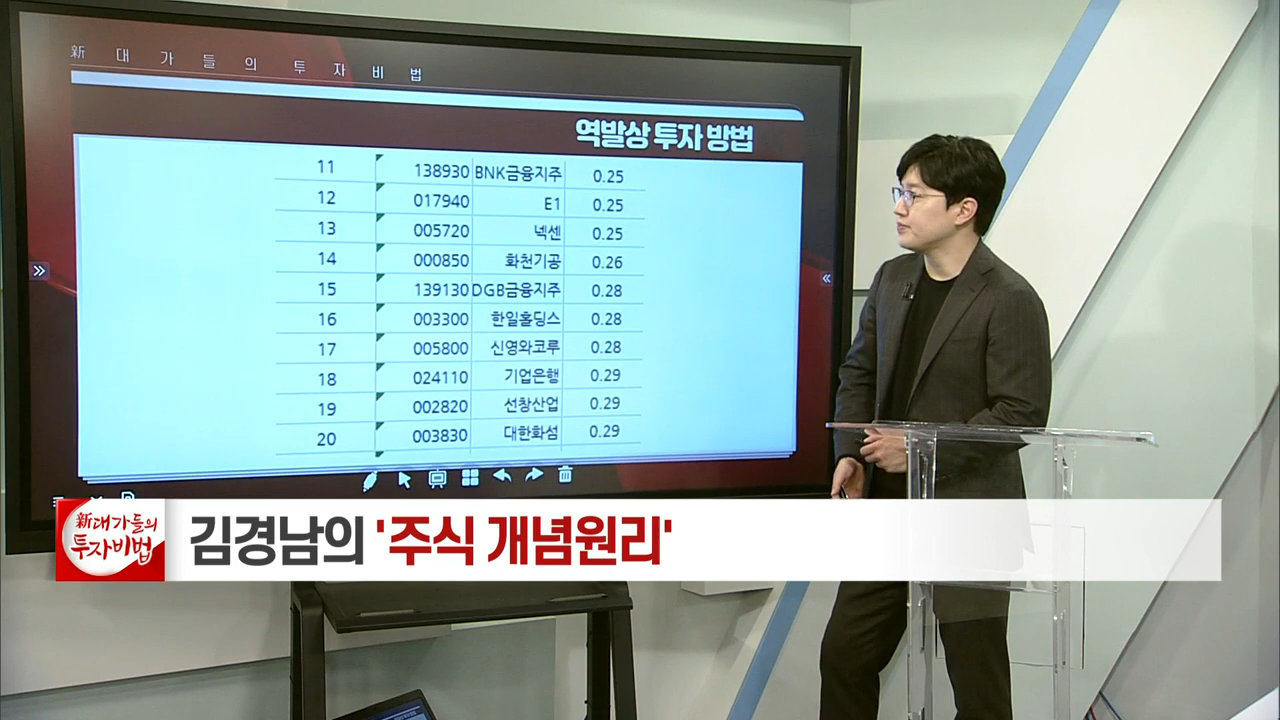 新 대 가 들 의 투 자 비 법
역발상 투자 방법
11 138930 BNK금융지주 0.25
12 017940 E1 0.25
13 005720 넥센 0.25
14 000850 화천기공 0.26
15 139130 DGB금융지주 0.28
16 003300 한일홀딩스 0.28
17 005800 신영와코루 0.28
18 024110 기업은행 0.29
19 002820 선창산업 0.29
20 003830 대한화섬 0.29
新대가들의
투자비법
김경남의 '주식 개념원리'